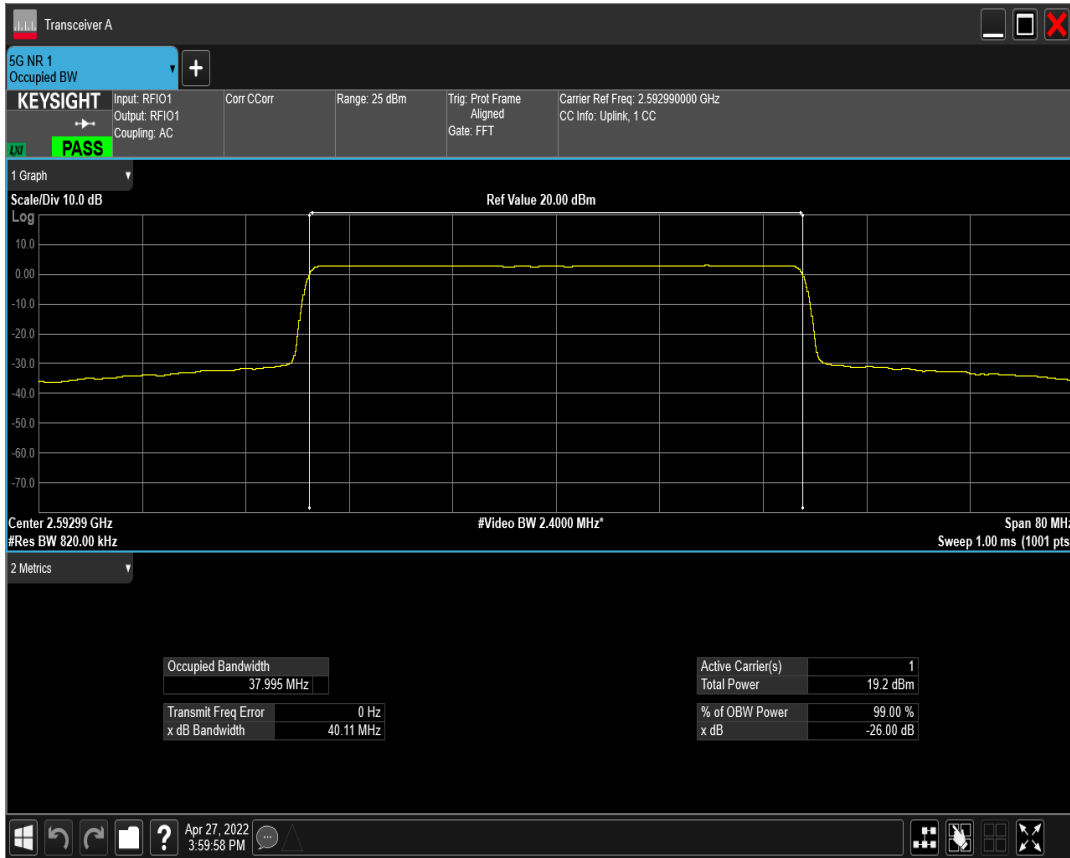 Transceiver A
5G NR 1
Occupied BW
+
KEYSIGHT
LXI
PASS
Input: RFIO1
Output: RFIO1
Coupling: AC
Corr CCorr
Range: 25 dBm
Trig: Prot Frame
Aligned
Gate: FFT
Carrier Ref Freq: 2.592990000 GHz
CC Info: Uplink, 1 CC
1 Graph
Scale/Div 10.0 dB
Ref Value 20.00 dBm
Log
10.0
0.00
-10.0
-20.0
-30.0
-40.0
-50.0
-60.0
-70.0
Center 2.59299 GHz
#Video BW 2.4000 MHz*
Span 80 MHz
#Res BW 820.00 kHz
Sweep 1.00 ms (1001 pts
2 Metrics
Occupied Bandwidth
37.995 MHz
Transmit Freq Error 0 Hz
x dB Bandwidth 40.11 MHz
Active Carrier(s) 1
Total Power 19.2 dBm
% of OBW Power 99.00 %
x dB -26.00 dB
?
Apr 27, 2022
3:59:58 PM